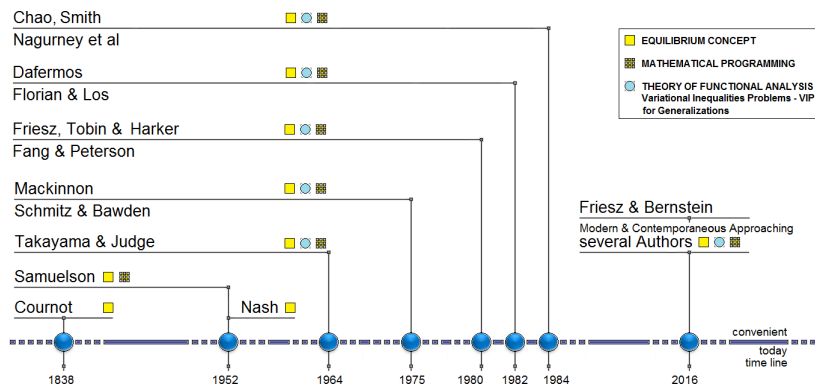 Chao, Smith
Nagurney et al
Dafermos
Florian & Los
Friesz, Tobin & Harker
Fang & Peterson
Mackinnon
Schmitz & Bawden
Takayama & Judge
Samuelson
Cournot
Nash
EQUILIBRIUM CONCEPT
MATHEMATICAL PROGRAMMING
THEORY OF FUNCTIONAL ANALYSIS
Variational Inequalities Problems - VIP
for Generalizations
Friesz & Bernstein
Modern & Contemporaneous Approaching
several Authors
convenient
today
time line
1838
1952
1964
1975
1980
1982
1984
2016